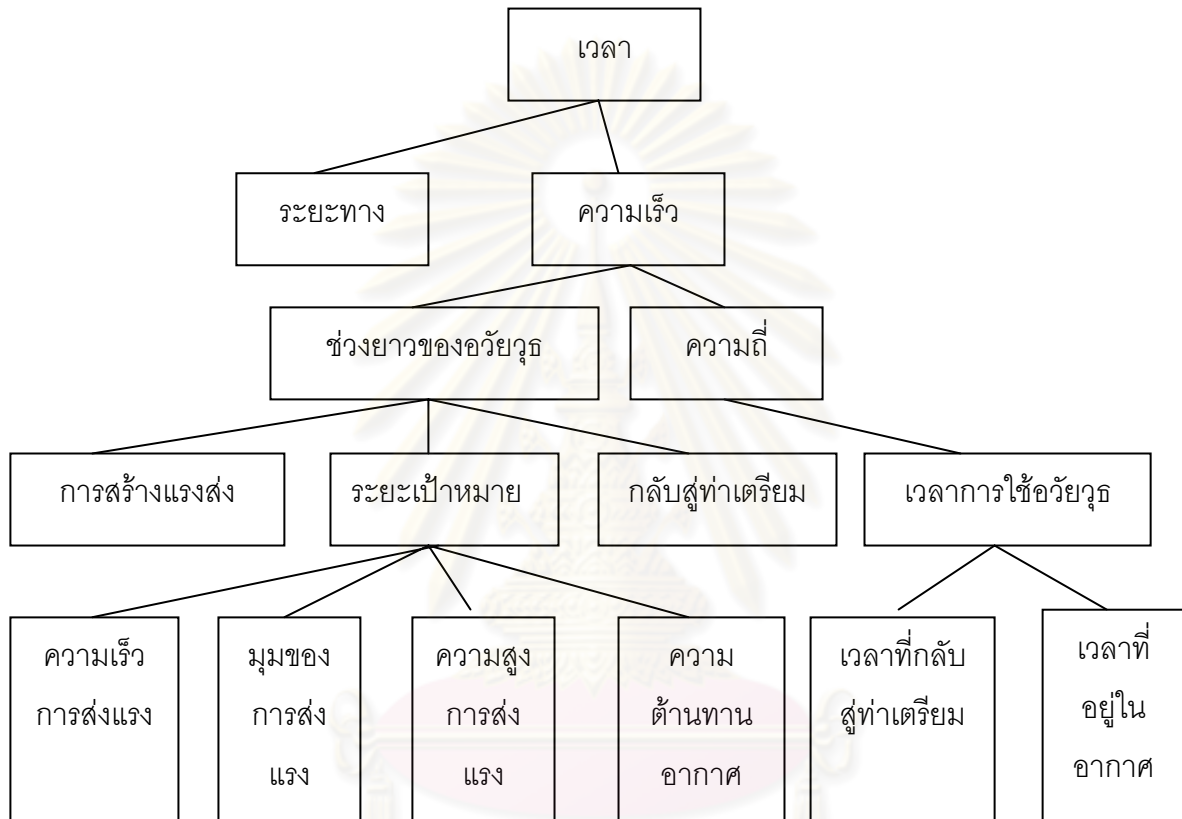 เวลา
ระยะทาง
ความเร็ว
ช่วงยาวของอวัยวุธ
ความถี่
การสร้างแรงส่ง
ระยะเป้าหมาย
กลับสู่ท่าเตรียม
เวลาการใช้อวัยวุธ
ความเร็ว
การส่งแรง
มุมของ
การส่ง
แรง
ความสูง
การส่ง
แรง
ความ
ต้านทาน
อากาศ
เวลาที่กลับ
สู่ท่าเตรียม
เวลาที่
อยู่ใน
อากาศ